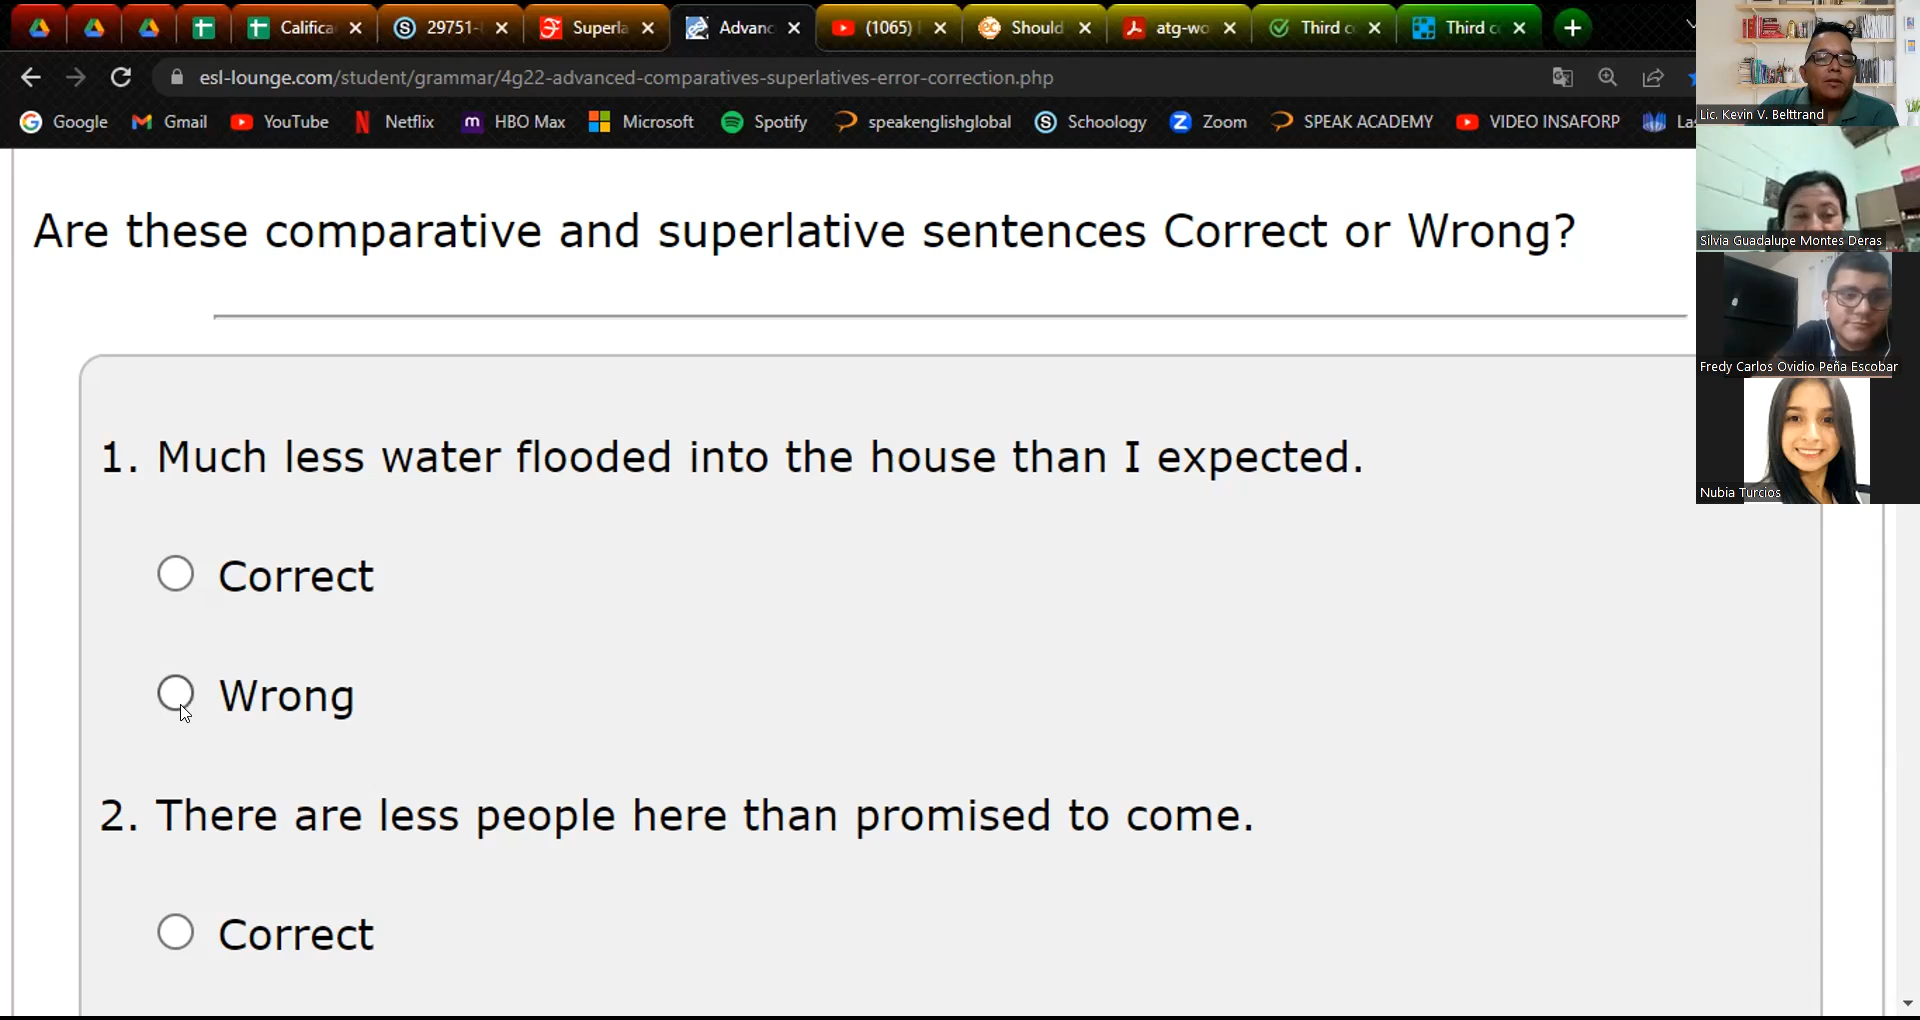 Califica
29751-
Superla
Advanc
(1065)
Should
atg-wo
Third c
Third c
esl-lounge.com/student/grammar/4g22-advanced-comparatives-superlatives-error-correction.php
Google
Gmail
YouTube
Netflix
HBO Max
Microsoft
Spotify
speakenglishglobal
Schoology
Zoom
SPEAK ACADEMY
VIDEO INSAFORP
Las
Lic. Kevin V. Belttrand
Silvia Guadalupe Montes Deras
Fredy Carlos Ovidio Peña Escobar
Nubia Turcios
Are these comparative and superlative sentences Correct or Wrong?
1. Much less water flooded into the house than I expected.
Correct
Wrong
2. There are less people here than promised to come.
Correct